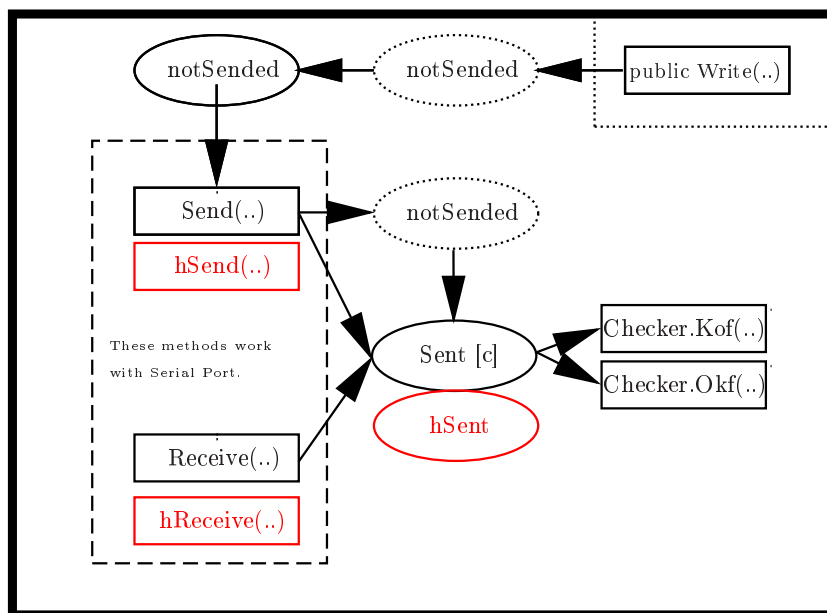 notSended
notSended
public Write(..)
Send(..)
notSended
hSend(..)
Checker.Kof(..)
These methods work
with Serial Port.
Sent [c]
Checker.Okf(..)
hSent
Receive(..)
hReceive(..)